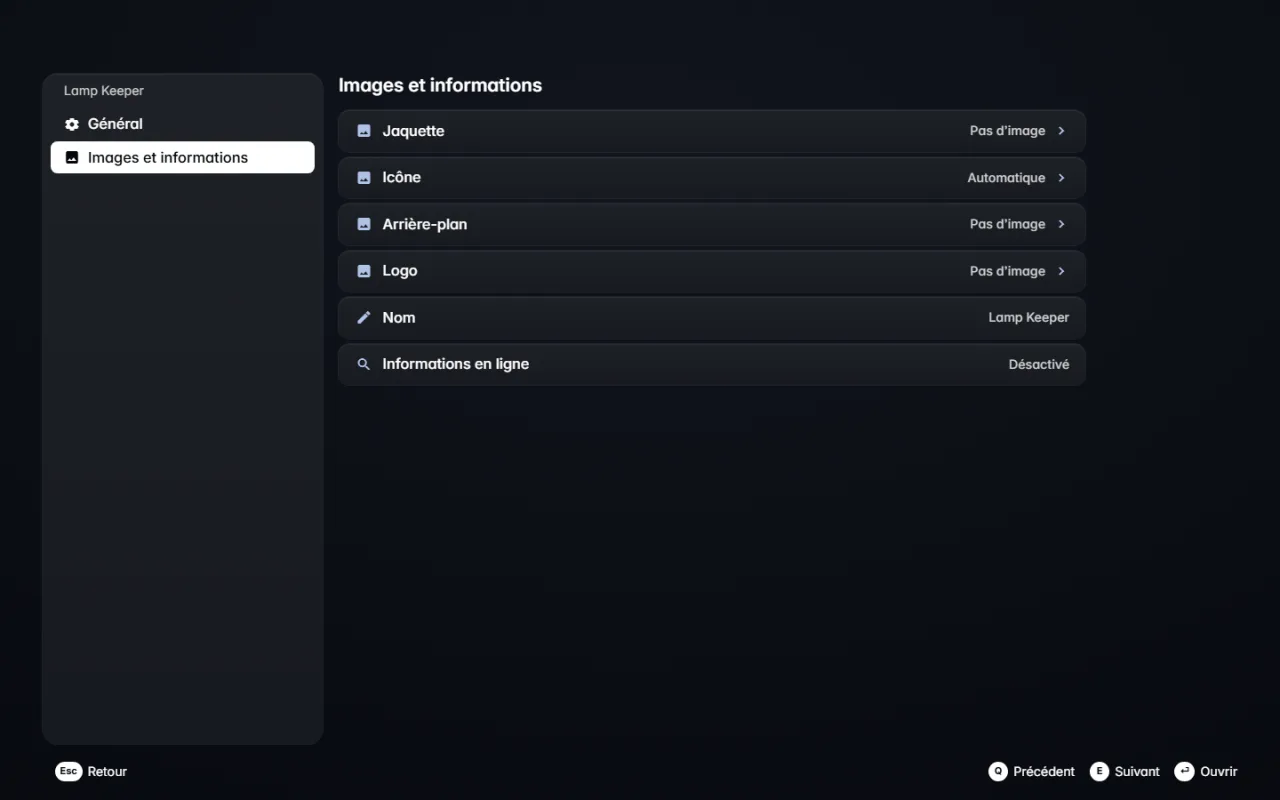 Lamp Keeper
Général
Images et informations
Images et informations
Jaquette Pas d'image
Icône Automatique
Arrière-plan Pas d'image
Logo Pas d'image
Nom Lamp Keeper
Informations en ligne Désactivé
Esc Retour
Q Précédent E Suivant Ouvrir